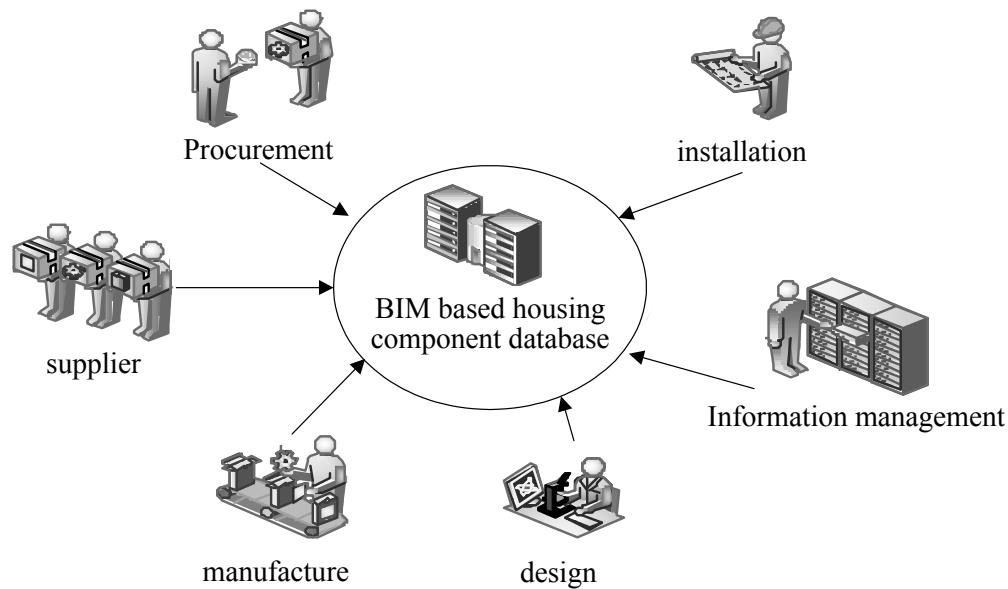 Procurement
installation
BIM based housing
component database
supplier
Information management
manufacture
design